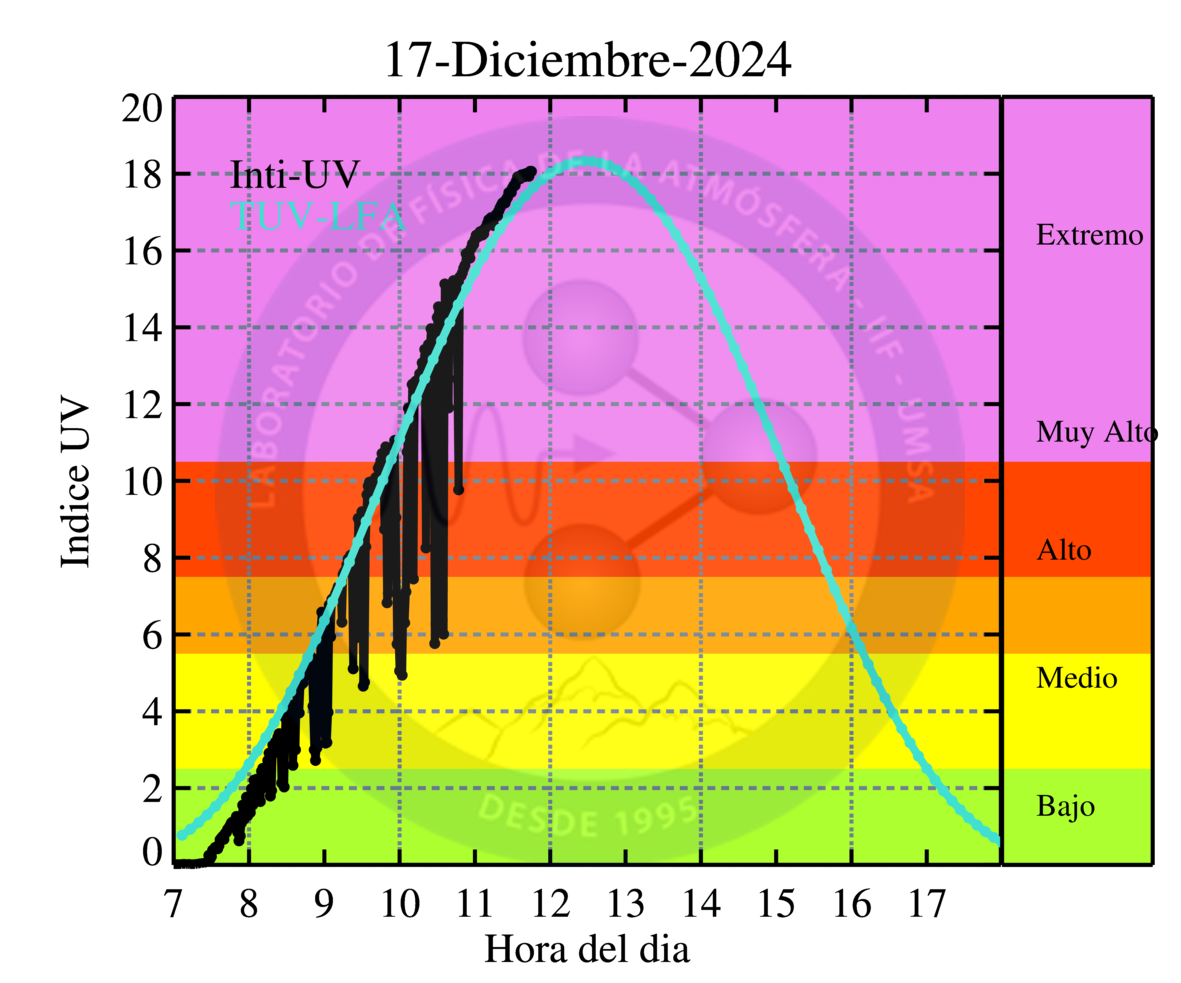 17-Diciembre-2024
20
18
16
14
12
10
8
6
4
2
0
Indice UV
Inti-UV
TUV-LFA
LABORATORIO DE FÍSICA DE LA ATMÓSFERA - IIF - UMSA
DESDE 1995
Extremo
Muy Alto
Alto
Medio
Bajo
7 8 9 10 11 12 13 14 15 16 17
Hora del dia